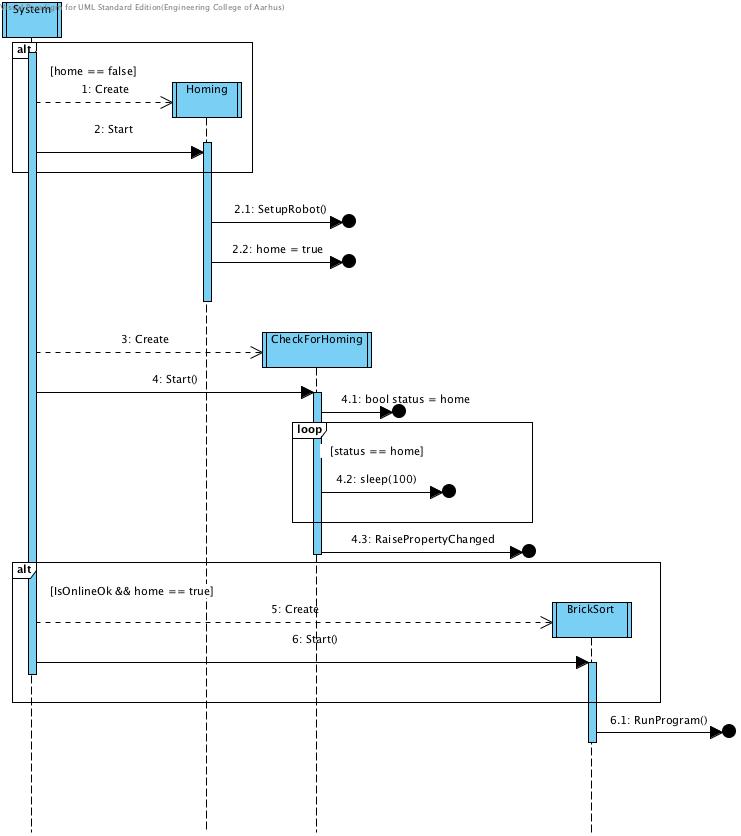 for UML Standard Edition(Engineering College of Aarhus)
System
alt
[home == false]
1: Create
Homing
2: Start
2.1: SetupRobot()
2.2: home = true
3: Create
CheckForHoming
4: Start()
4.1: bool status = home
loop
[status == home]
4.2: sleep(100)
4.3: RaisePropertyChanged
alt
[IsOnlineOk && home == true]
5: Create
BrickSort
6: Start()
6.1: RunProgram()